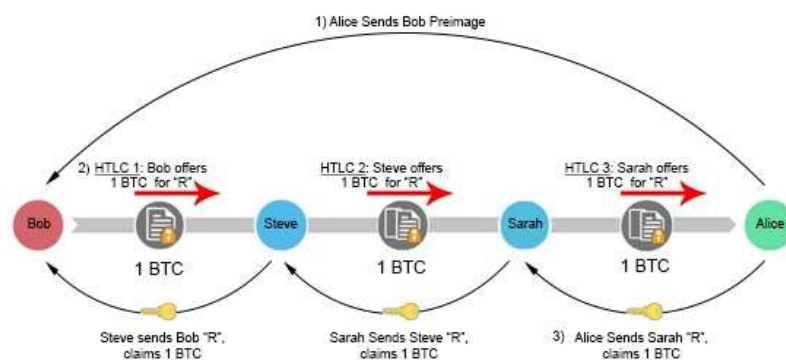 1) Alice Sends Bob Preimage
2) HTLC 1: Bob offers
1 BTC for "R"
HTLC 2: Steve offers
1 BTC for "R"
HTLC 3: Sarah offers
1 BTC for "R"
Bob
Steve
Sarah
Alice
1 BTC
1 BTC
1 BTC
Steve sends Bob "R",
claims 1 BTC
Sarah Sends Steve "R",
claims 1 BTC
3) Alice Sends Sarah "R",
claims 1 BTC